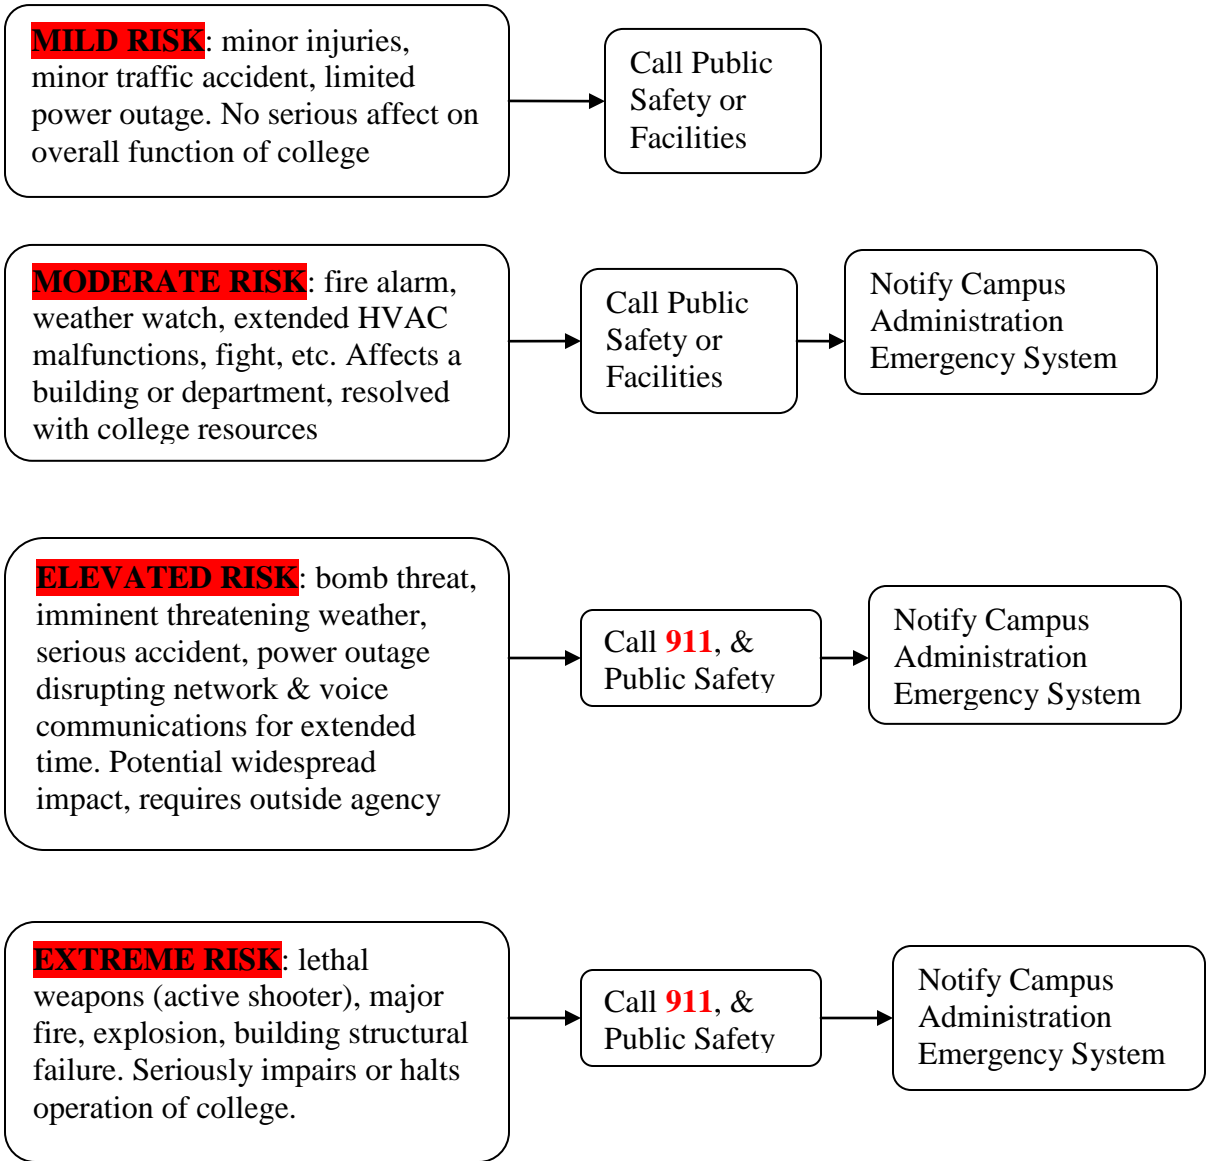 MILD RISK: minor injuries,
minor traffic accident, limited
power outage. No serious affect on
overall function of college
Call Public
Safety or
Facilities
MODERATE RISK: fire alarm,
weather watch, extended HVAC
malfunctions, fight, etc. Affects a
building or department, resolved
with college resources
Call Public
Safety or
Facilities
Notify Campus
Administration
Emergency System
ELEVATED RISK: bomb threat,
imminent threatening weather,
serious accident, power outage
disrupting network & voice
communications for extended
time. Potential widespread
impact, requires outside agency
Call 911, &
Public Safety
Notify Campus
Administration
Emergency System
EXTREME RISK: lethal
weapons (active shooter), major
fire, explosion, building structural
failure. Seriously impairs or halts
operation of college.
Call 911, &
Public Safety
Notify Campus
Administration
Emergency System